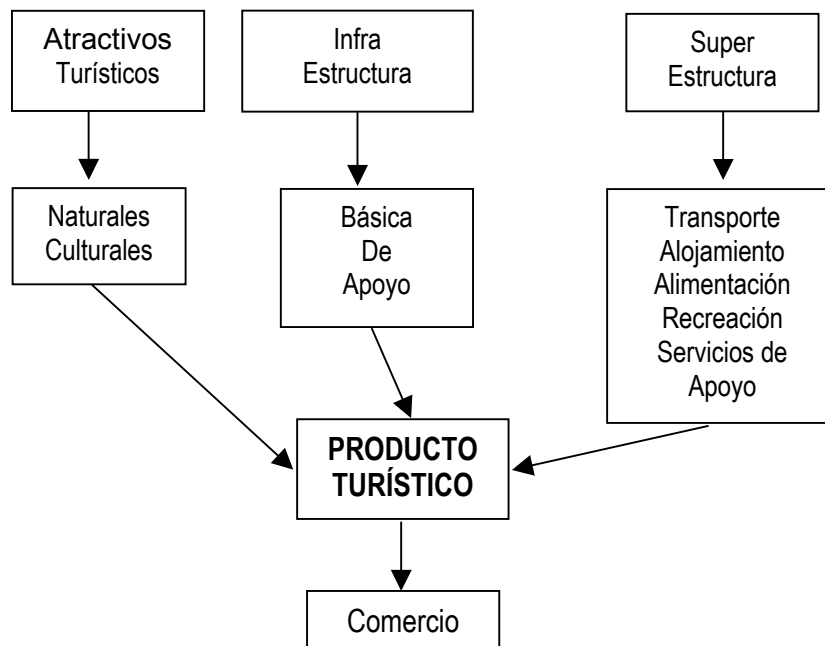 Atractivos
Turísticos
Infra
Estructura
Super
Estructura
Naturales
Culturales
Básica
De
Apoyo
Transporte
Alojamiento
Alimentación
Recreación
Servicios de
Apoyo
PRODUCTO
TURÍSTICO
Comercio